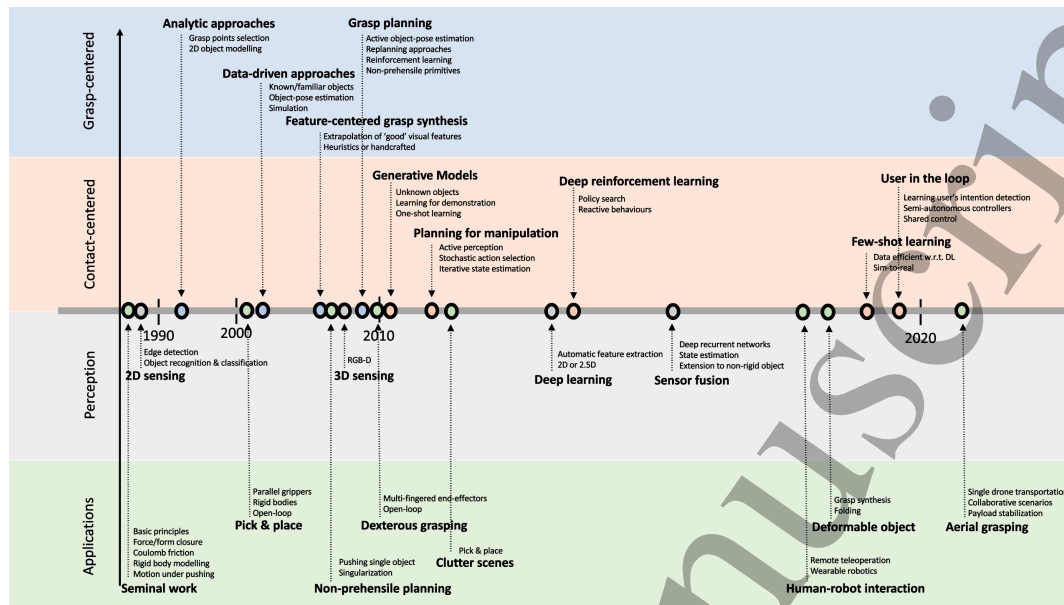 Grasp-centered
Analytic approaches
Grasp points selection
2D object modelling
Data-driven approaches
Known/familiar objects
Object-pose estimation
Simulation
Feature-centered grasp synthesis
Extrapolation of ‘good’ visual features
Heuristics or handcrafted
Grasp planning
Active object-pose estimation
Replanning approaches
Reinforcement learning
Non-prehensile primitives
Contact-centered
Generative Models
Unknown objects
Learning for demonstration
One-shot learning
Planning for manipulation
Active perception
Stochastic action selection
Iterative state estimation
Deep reinforcement learning
Policy search
Reactive behaviours
User in the loop
Learning user’s intention detection
Semi-autonomous controllers
Shared control
Few-shot learning
Data efficient w.r.t. DL
Sim-to-real
1990
2000
2010
2020
Perception
Edge detection
Object recognition & classification
2D sensing
RGB-D
3D sensing
Automatic feature extraction
2D or 2.5D
Deep learning
Deep recurrent networks
State estimation
Extension to non-rigid object
Sensor fusion
Applications
Basic principles
Force/form closure
Coulomb friction
Rigid body modelling
Motion under pushing
Seminal work
Parallel grippers
Rigid bodies
Open-loop
Pick & place
Pushing single object
Singularization
Non-prehensile planning
Multi-fingered end-effectors
Open-loop
Dexterous grasping
Pick & place
Clutter scenes
Remote teleoperation
Wearable robotics
Human-robot interaction
Grasp synthesis
Folding
Deformable object
Single drone transportation
Collaborative scenarios
Payload stabilization
Aerial grasping
nuscrip